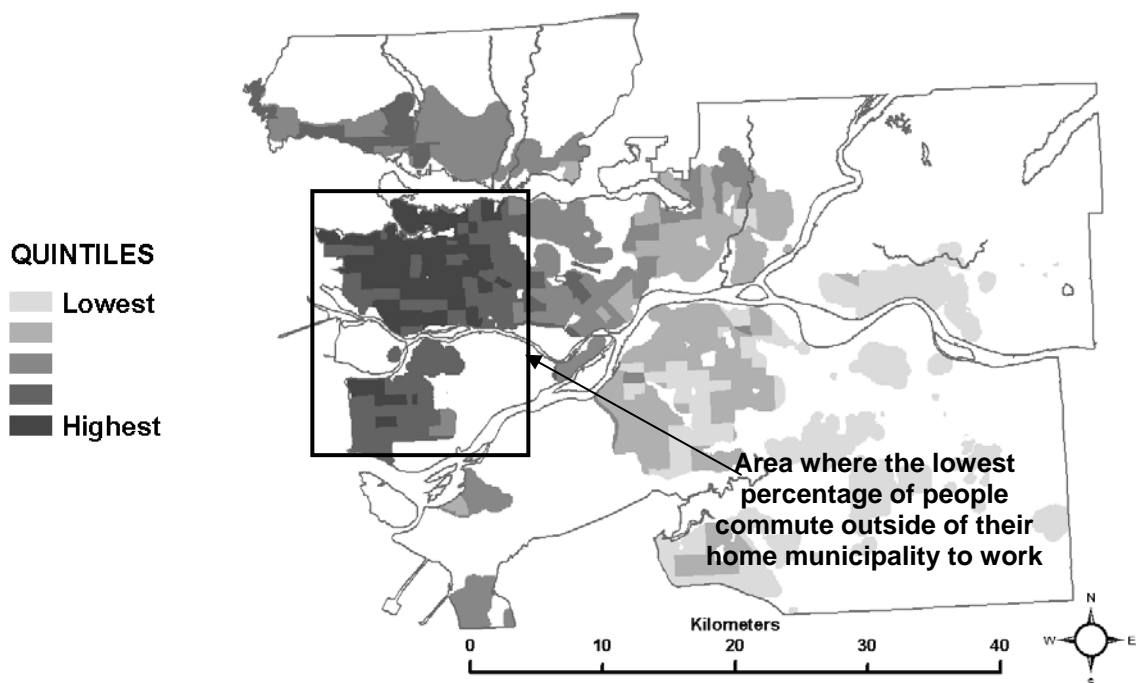 QUINTILES
Lowest
Highest
Area where the lowest
percentage of people
commute outside of their
home municipality to work
Kilometers
0 10 20 30 40
N
W E
S